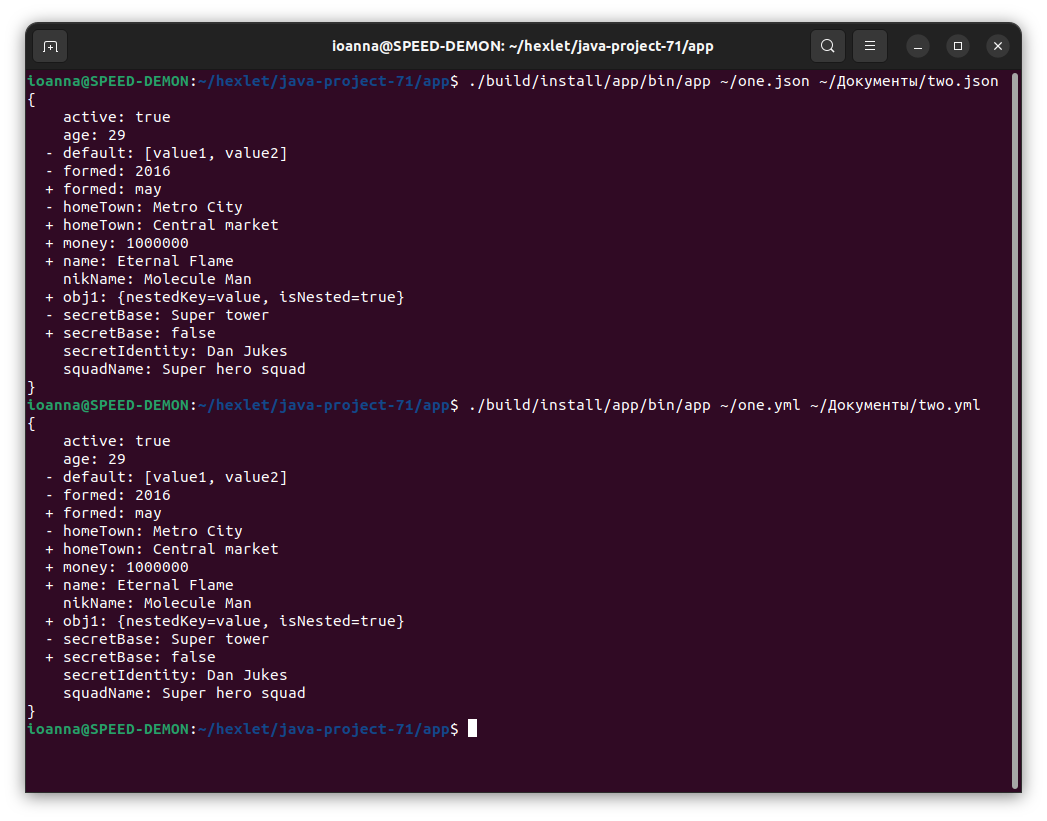 ioanna@SPEED-DEMON: ~/hexlet/java-project-71/app
ioanna@SPEED-DEMON:~/hexlet/java-project-71/app$ ./build/install/app/bin/app ~/one.json ~/Документы/two.json
{
    active: true
    age: 29
  - default: [value1, value2]
  - formed: 2016
  + formed: may
  - homeTown: Metro City
  + homeTown: Central market
  + money: 1000000
  + name: Eternal Flame
    nikName: Molecule Man
  + obj1: {nestedKey=value, isNested=true}
  - secretBase: Super tower
  + secretBase: false
    secretIdentity: Dan Jukes
    squadName: Super hero squad
}
ioanna@SPEED-DEMON:~/hexlet/java-project-71/app$ ./build/install/app/bin/app ~/one.yml ~/Документы/two.yml
{
    active: true
    age: 29
  - default: [value1, value2]
  - formed: 2016
  + formed: may
  - homeTown: Metro City
  + homeTown: Central market
  + money: 1000000
  + name: Eternal Flame
    nikName: Molecule Man
  + obj1: {nestedKey=value, isNested=true}
  - secretBase: Super tower
  + secretBase: false
    secretIdentity: Dan Jukes
    squadName: Super hero squad
}
ioanna@SPEED-DEMON:~/hexlet/java-project-71/app$